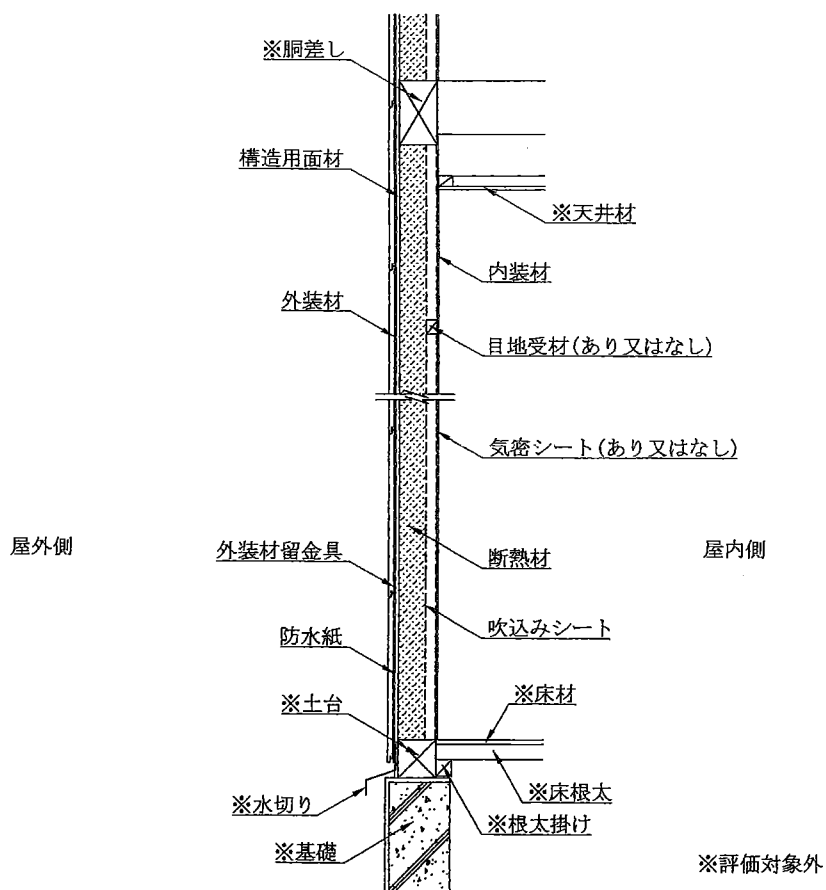 ※胴差し
構造用面材
※天井材
内装材
外装材
目地受材(あり又はなし)
気密シート(あり又はなし)
屋外側
外装材留金具
断熱材
屋内側
吹込みシート
防水紙
※床材
※土台
※床根太
※水切り
※根太掛け
※基礎
※評価対象外